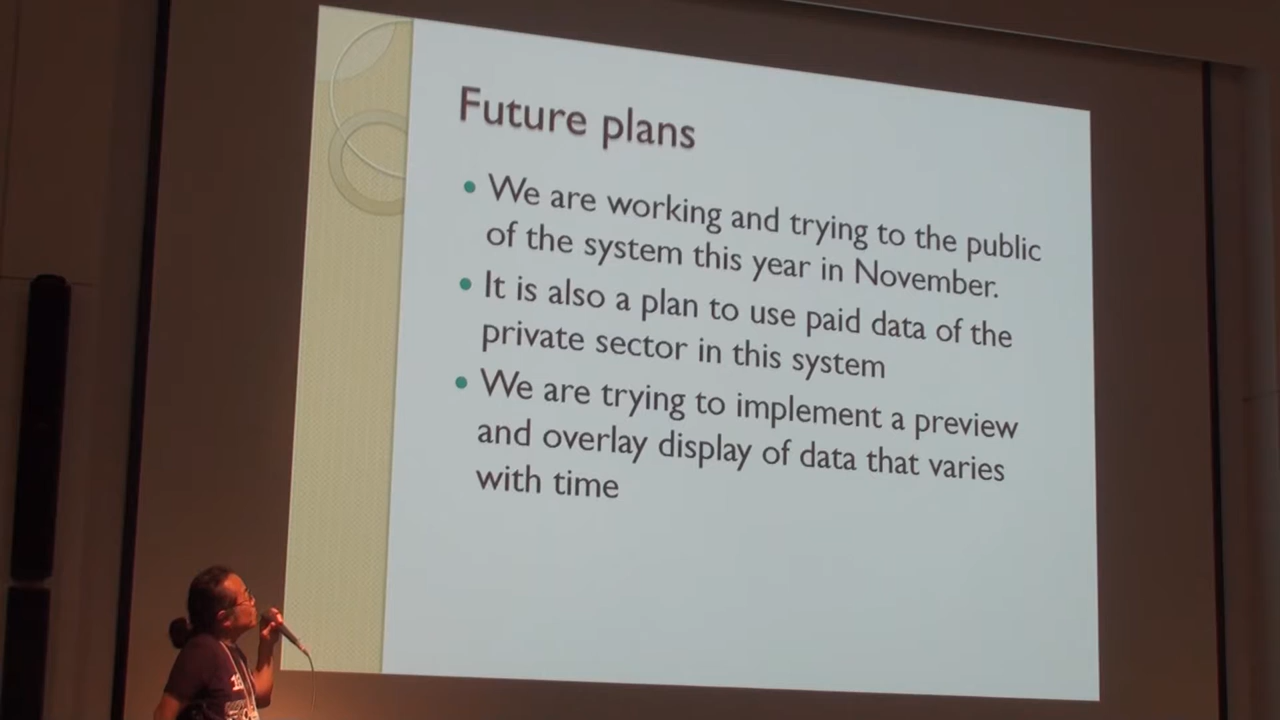 Future plans
• We are working and trying to the public
of the system this year in November.
• It is also a plan to use paid data of the
private sector in this system
• We are trying to implement a preview
and overlay display of data that varies
with time